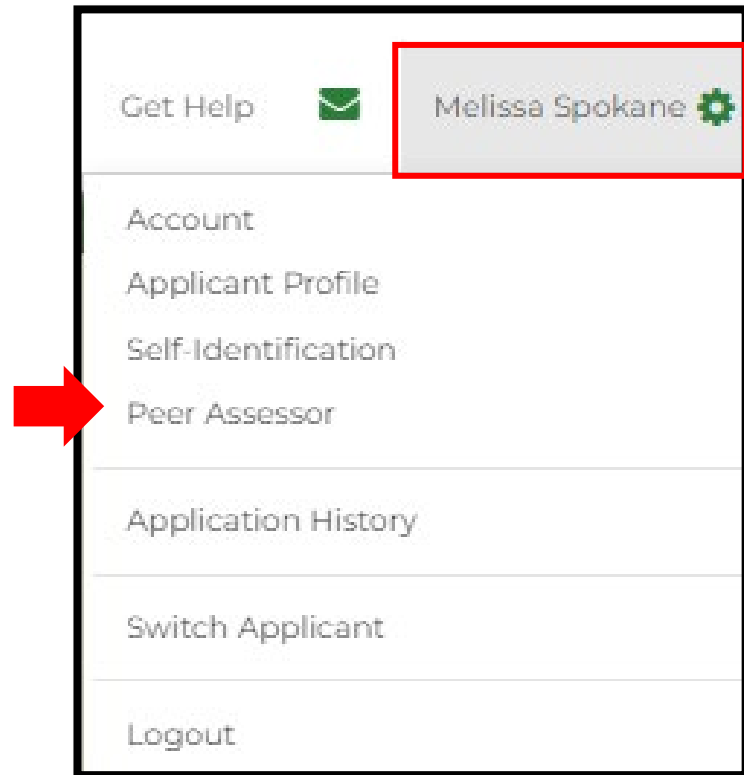 Get Help Melissa Spokane
Account
Applicant Profile
Self-Identification
Peer Assessor
Application History
Switch Applicant
Logout